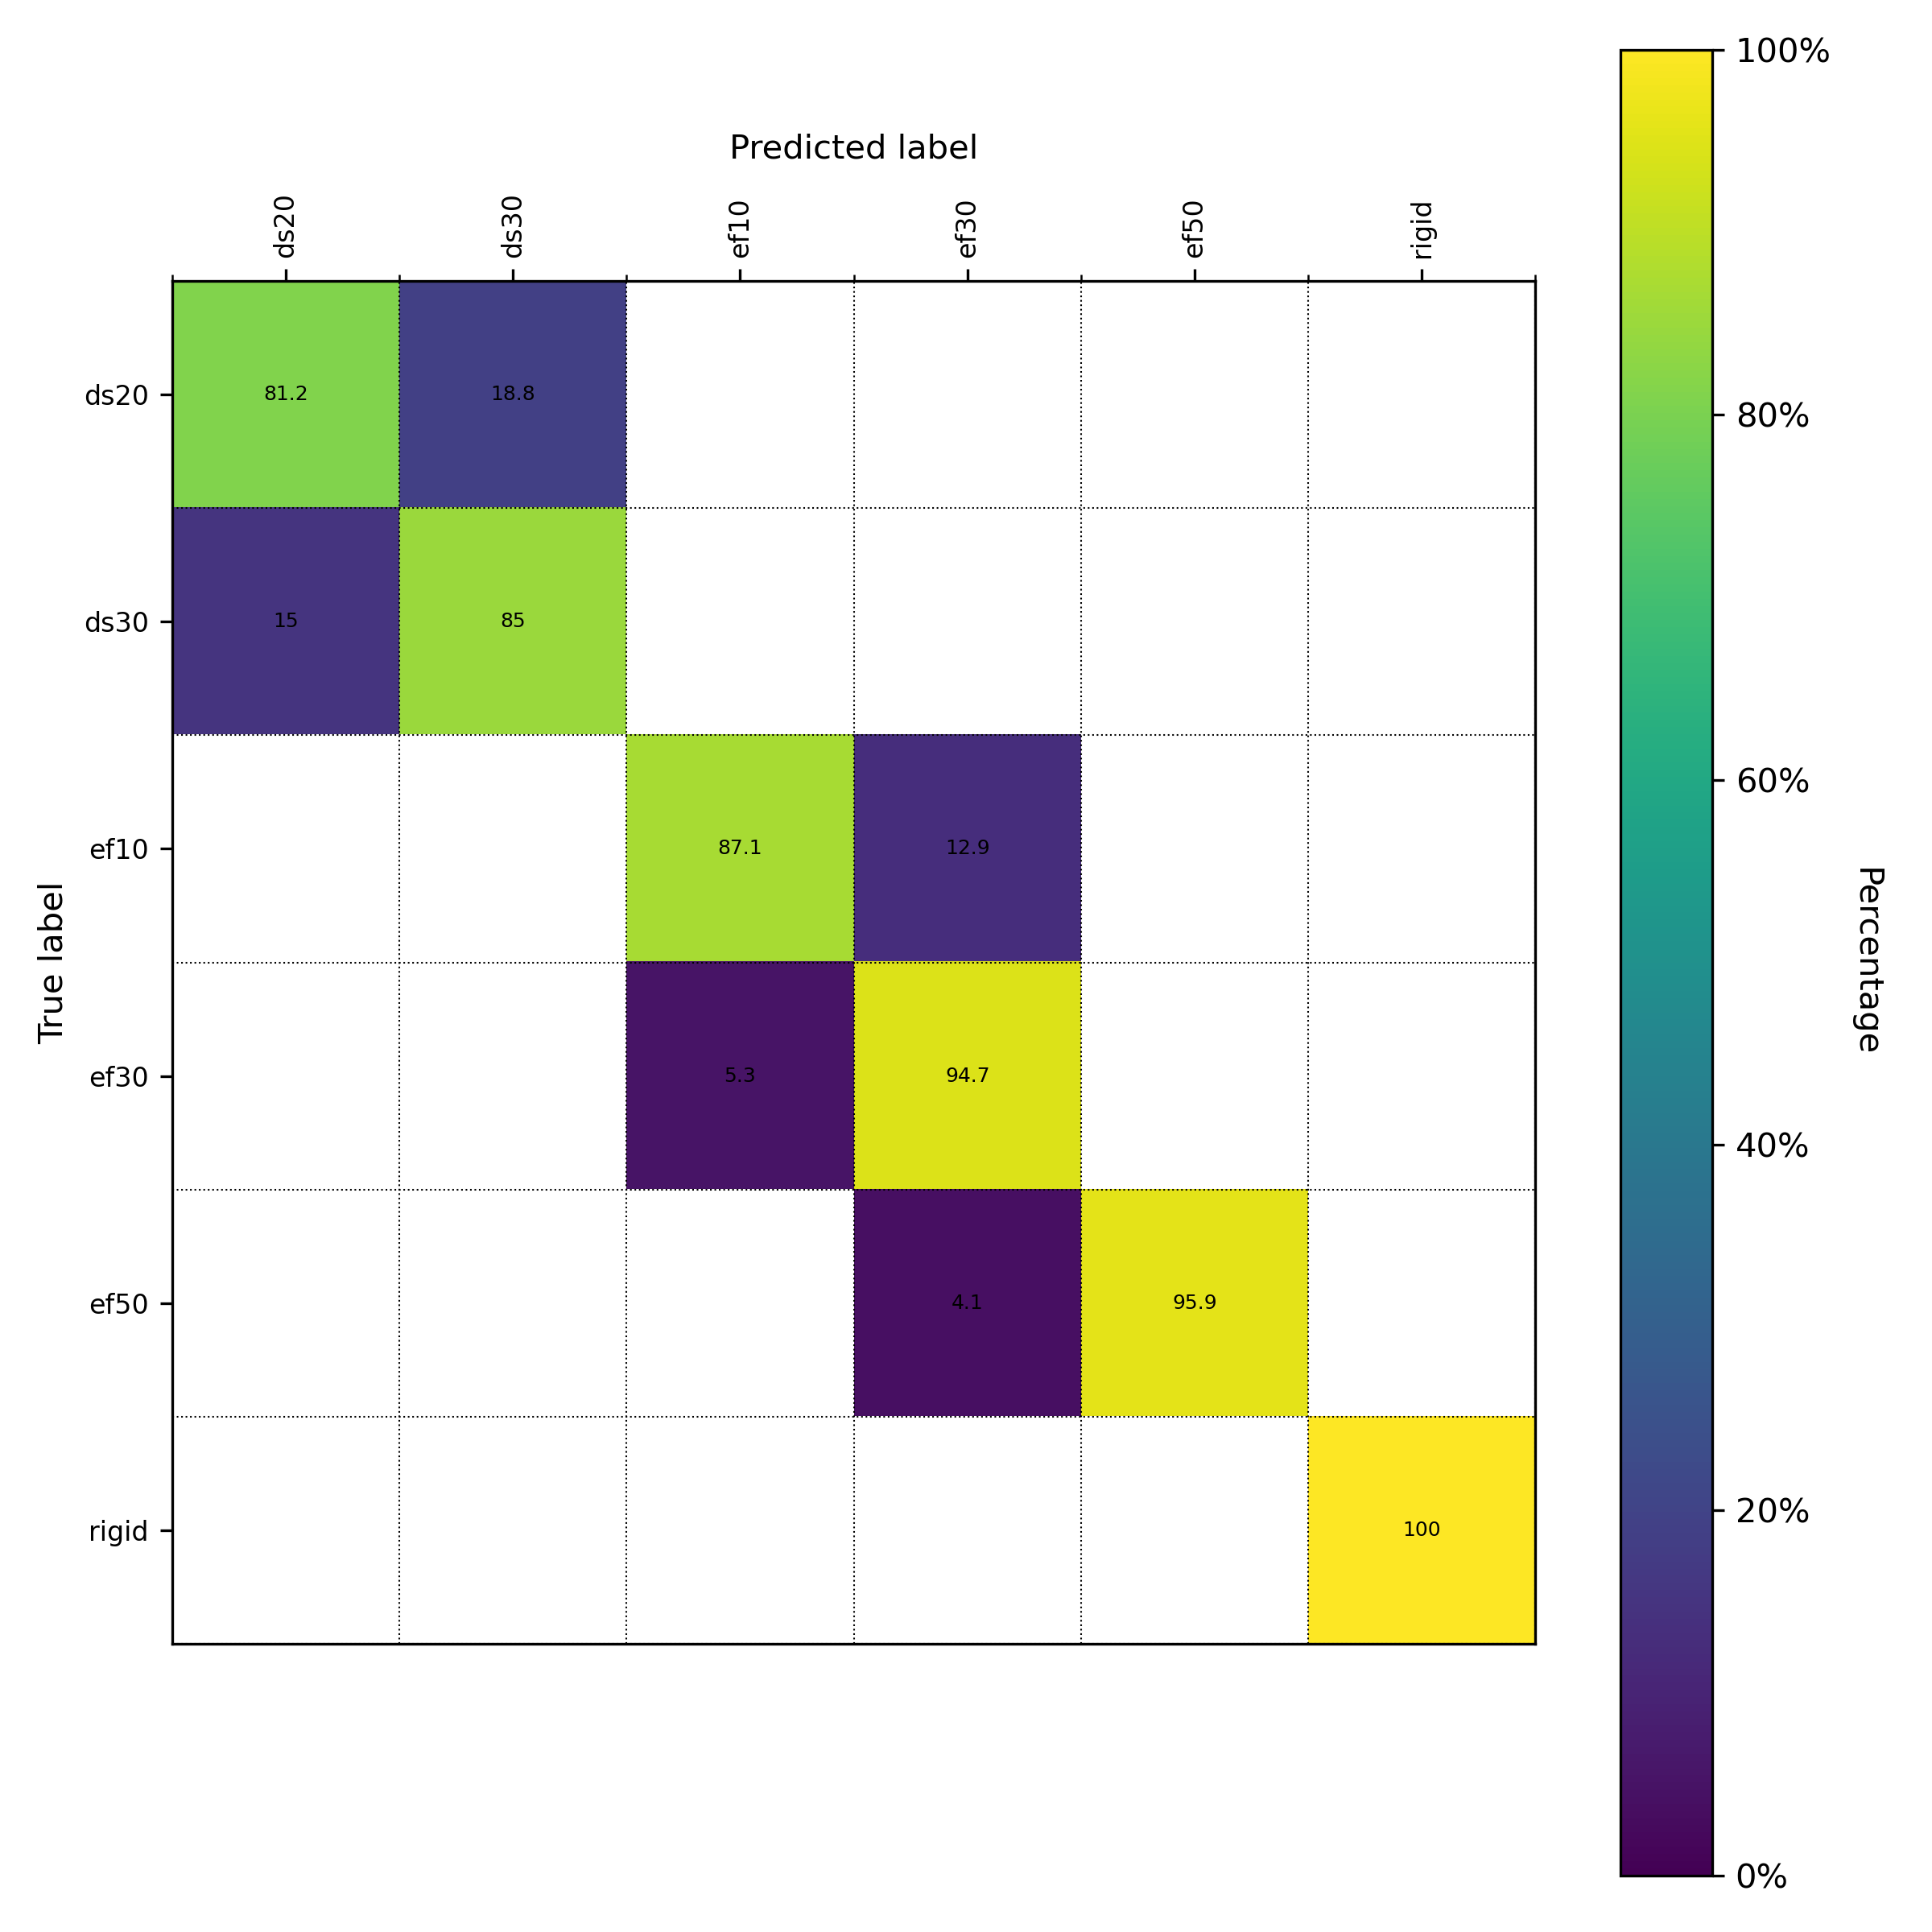 Predicted label
ds20 ds30 ef10 ef30 ef50 rigid
True label
ds20 81.2 18.8
ds30 15 85
ef10 87.1 12.9
ef30 5.3 94.7
ef50 4.1 95.9
rigid 100
100%
80%
60%
40%
20%
0%
Percentage